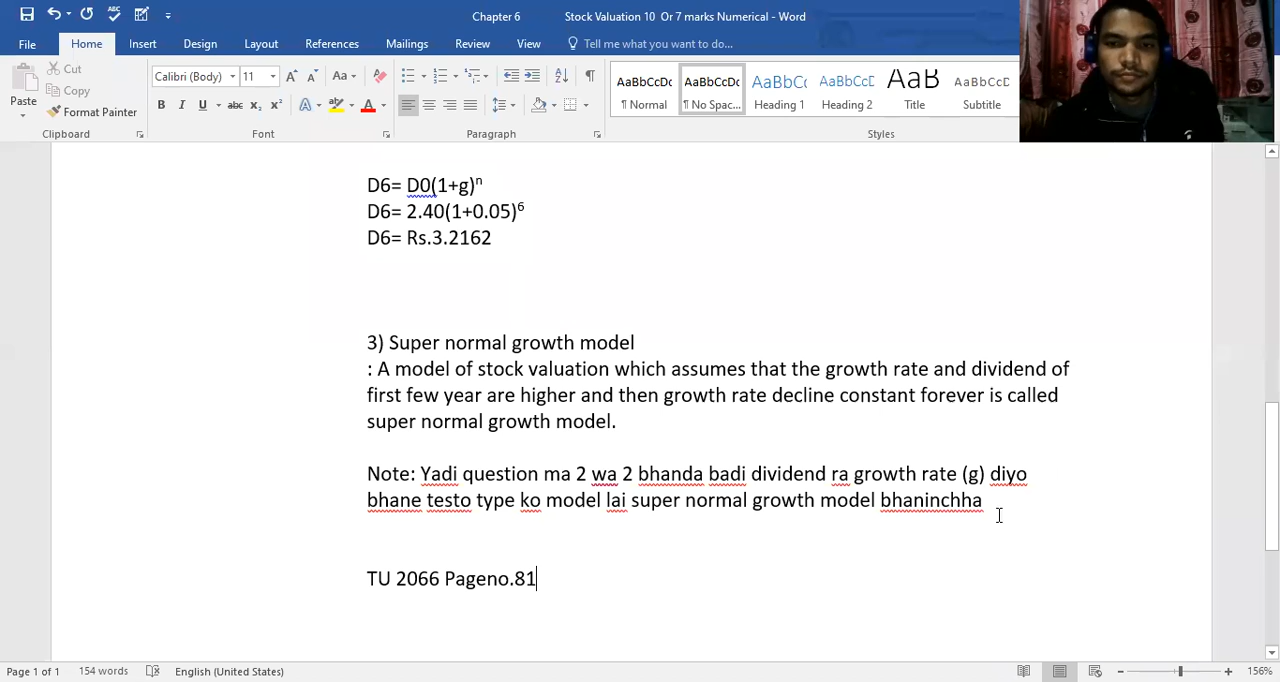 Chapter 6 Stock Valuation 10 Or 7 marks Numerical - Word
File Home Insert Design Layout References Mailings Review View Tell me what you want to do...
Paste
Cut
Copy
Format Painter
Calibri (Body) 11
AaBbCcDc AaBbCcDc AaBbCc AaBbCcD AaB AaBbCcD
¶ Normal ¶ No Spac... Heading 1 Heading 2 Title Subtitle
Clipboard Font Paragraph Styles
D6= D0(1+g)ⁿ
D6= 2.40(1+0.05)⁶
D6= Rs.3.2162
3) Super normal growth model
: A model of stock valuation which assumes that the growth rate and dividend of
first few year are higher and then growth rate decline constant forever is called
super normal growth model.
Note: Yadi question ma 2 wa 2 bhanda badi dividend ra growth rate (g) diyo
bhane testo type ko model lai super normal growth model bhaninchha
TU 2066 Pageno.81
Page 1 of 1 154 words English (United States) 156%